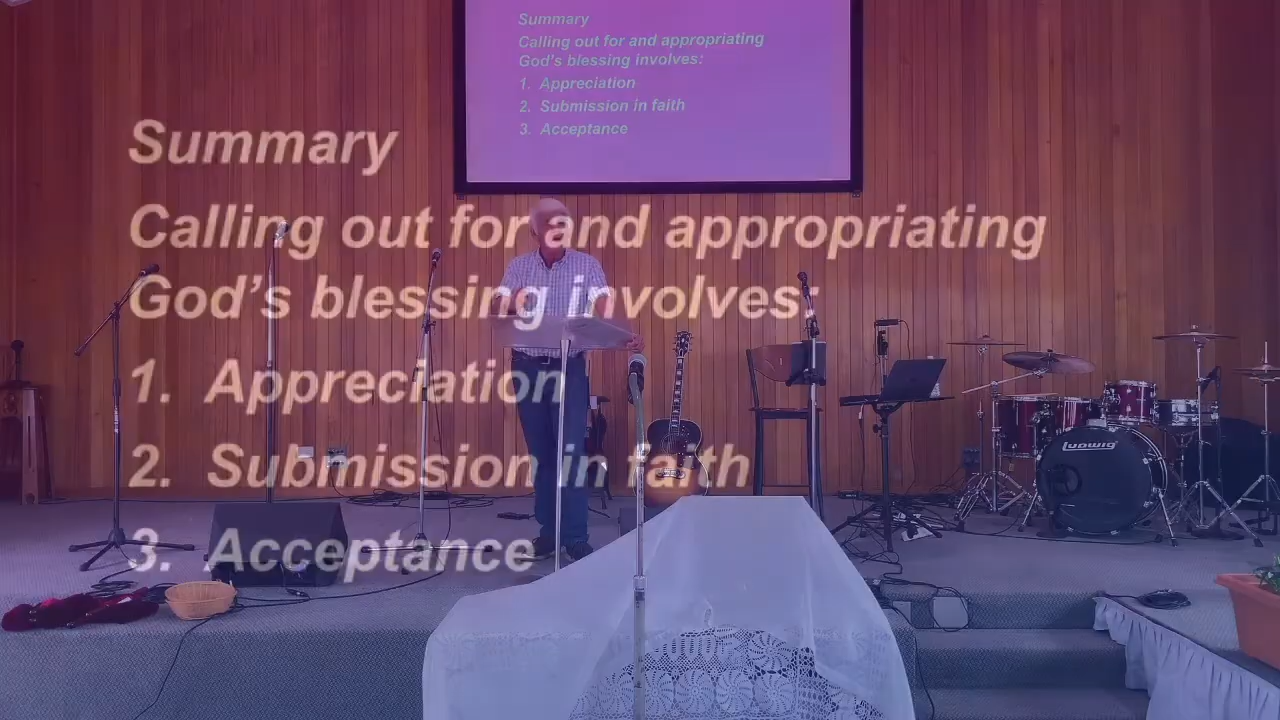 Summary
Calling out for and appropriating
God's blessing involves:
1. Appreciation
2. Submission in faith
3. Acceptance
Summary
Calling out for and appropriating
God's blessing involves:
1. Appreciation
2. Submission in faith
3. Acceptance
Ludwig